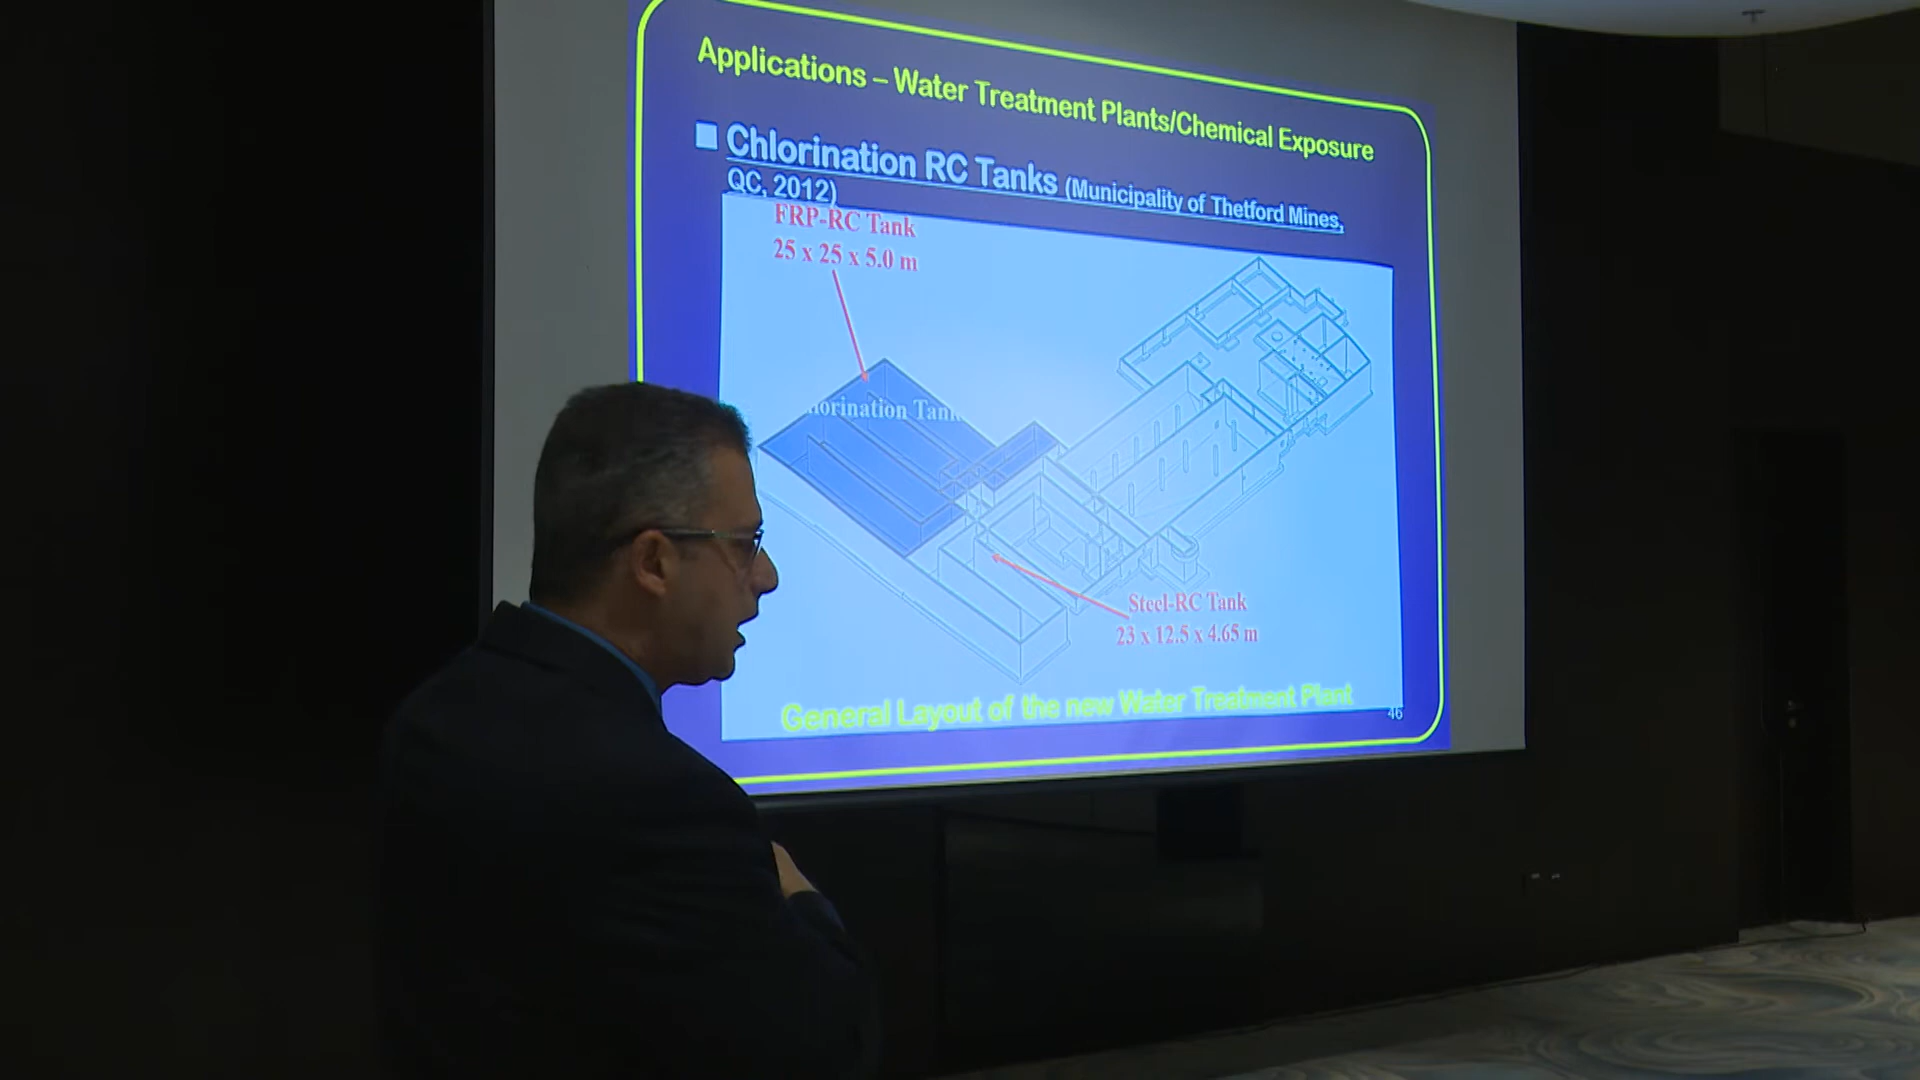 Applications – Water Treatment Plants/Chemical Exposure
Chlorination RC Tanks (Municipality of Thetford Mines,
QC, 2012)
FRP-RC Tank
25 x 25 x 5.0 m
Tank
Steel-RC Tank
23 x 12.5 x 4.65 m
General Layout of the new Water Treatment Plant
46